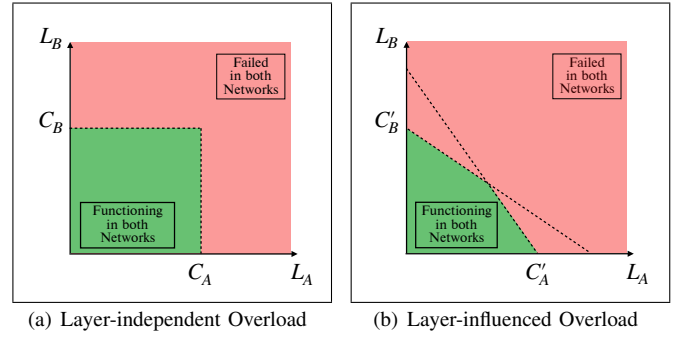 L_B
Failed
in both
Networks
C_B
Functioning
in both
Networks
C_A
L_A
(a) Layer-independent Overload
L_B
Failed
in both
Networks
C'_B
Functioning
in both
Networks
C'_A
L_A
(b) Layer-influenced Overload